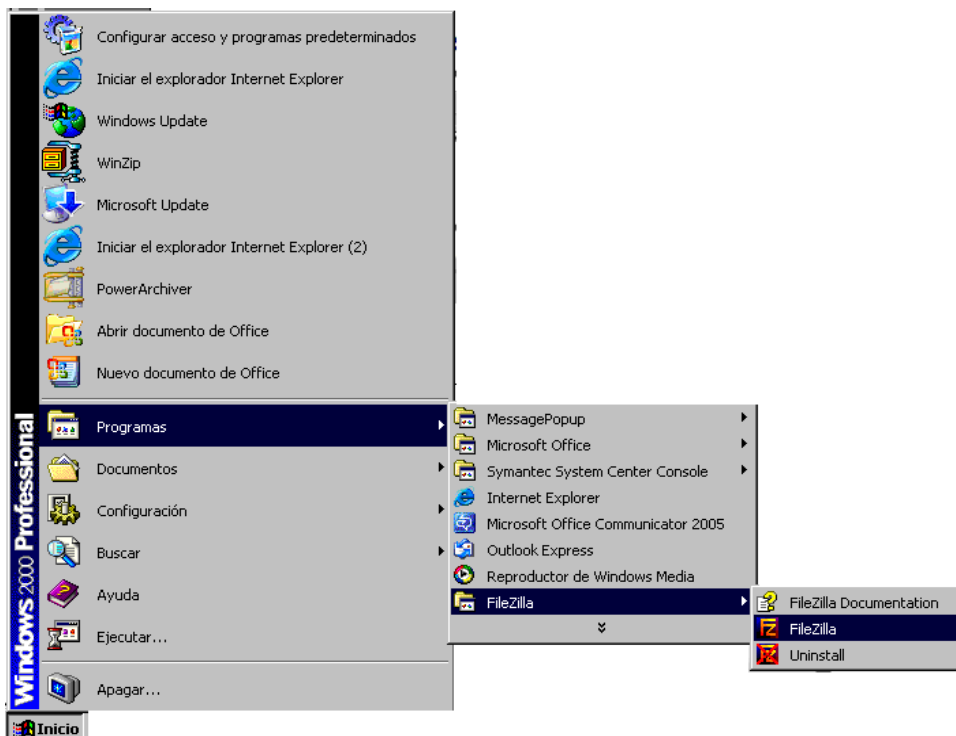 Configurar acceso y programas predeterminados
Iniciar el explorador Internet Explorer
Windows Update
WinZip
Microsoft Update
Iniciar el explorador Internet Explorer (2)
PowerArchiver
Abrir documento de Office
Nuevo documento de Office
Programas
Documentos
Configuración
Buscar
Ayuda
Ejecutar...
Apagar...
Windows 2000 Professional
Inicio
MessagePopup
Microsoft Office
Symantec System Center Console
Internet Explorer
Microsoft Office Communicator 2005
Outlook Express
Reproductor de Windows Media
FileZilla
FileZilla Documentation
FileZilla
Uninstall